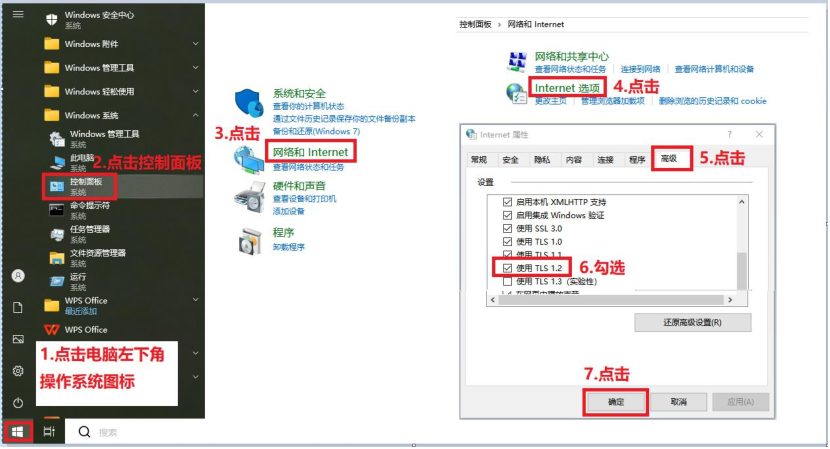 Windows 安全中心
系统
Windows 附件
Windows 管理工具
Windows 轻松使用
Windows 系统
Windows 管理工具
系统
此电脑
2.点击控制面板
控制面板
系统
命令提示符
系统
任务管理器
系统
文件资源管理器
系统
运行
系统
WPS Office
最近添加
WPS Office
1.点击电脑左下角
操作系统图标
搜索
系统和安全
查看你的计算机状态
通过文件历史记录保存你的文件备份副本
备份和还原(Windows 7)
3.点击
网络和 Internet
查看网络状态和任务
硬件和声音
查看设备和打印机
添加设备
程序
卸载程序
控制面板 › 网络和 Internet
网络和共享中心
查看网络状态和任务 | 连接到网络 | 查看网络计算机和设备
Internet 选项
4.点击
更改主页 | 管理浏览器加载项 | 删除浏览的历史记录和 cookie
Internet 属性
? ×
常规 安全 隐私 内容 连接 程序 高级
5.点击
设置
启用本机 XMLHTTP 支持
启用集成 Windows 验证
使用 SSL 3.0
使用 TLS 1.0
使用 TLS 1.1
使用 TLS 1.2
6.勾选
使用 TLS 1.3（实验性）
还原高级设置(R)
7.点击
确定
取消
应用(A)